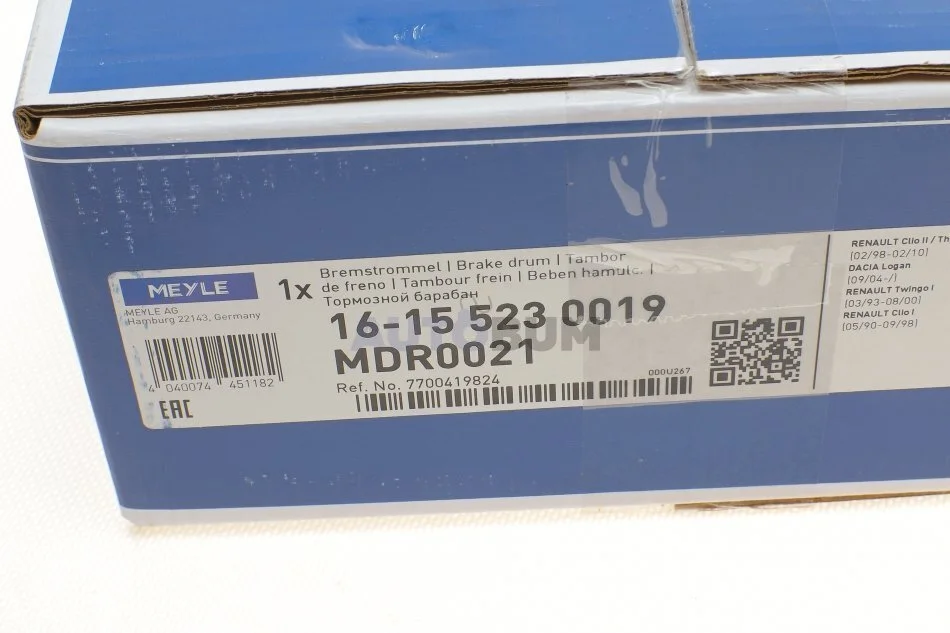 MEYLE
MEYLE AG
Hamburg 22143, Germany
4 040074 451182
EAC
1x
Bremstrommel | Brake drum | Tambor
de freno | Tambour frein | Beben hamulc. |
Тормозной барабан
16-15 523 0019
MDR0021
Ref. No. 7700419824
000U267
AUTOBUM
RENAULT Clio II / Th
(02/98-02/10)
DACIA Logan
(09/04-/)
RENAULT Twingo I
(03/93-08/00)
RENAULT Clio I
(05/90-09/98)